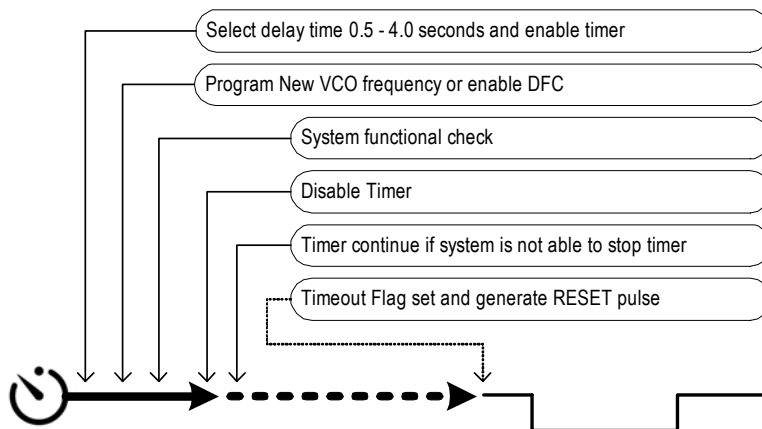 Select delay time 0.5 - 4.0 seconds and enable timer
Program New VCO frequency or enable DFC
System functional check
Disable Timer
Timer continue if system is not able to stop timer
Timeout Flag set and generate RESET pulse